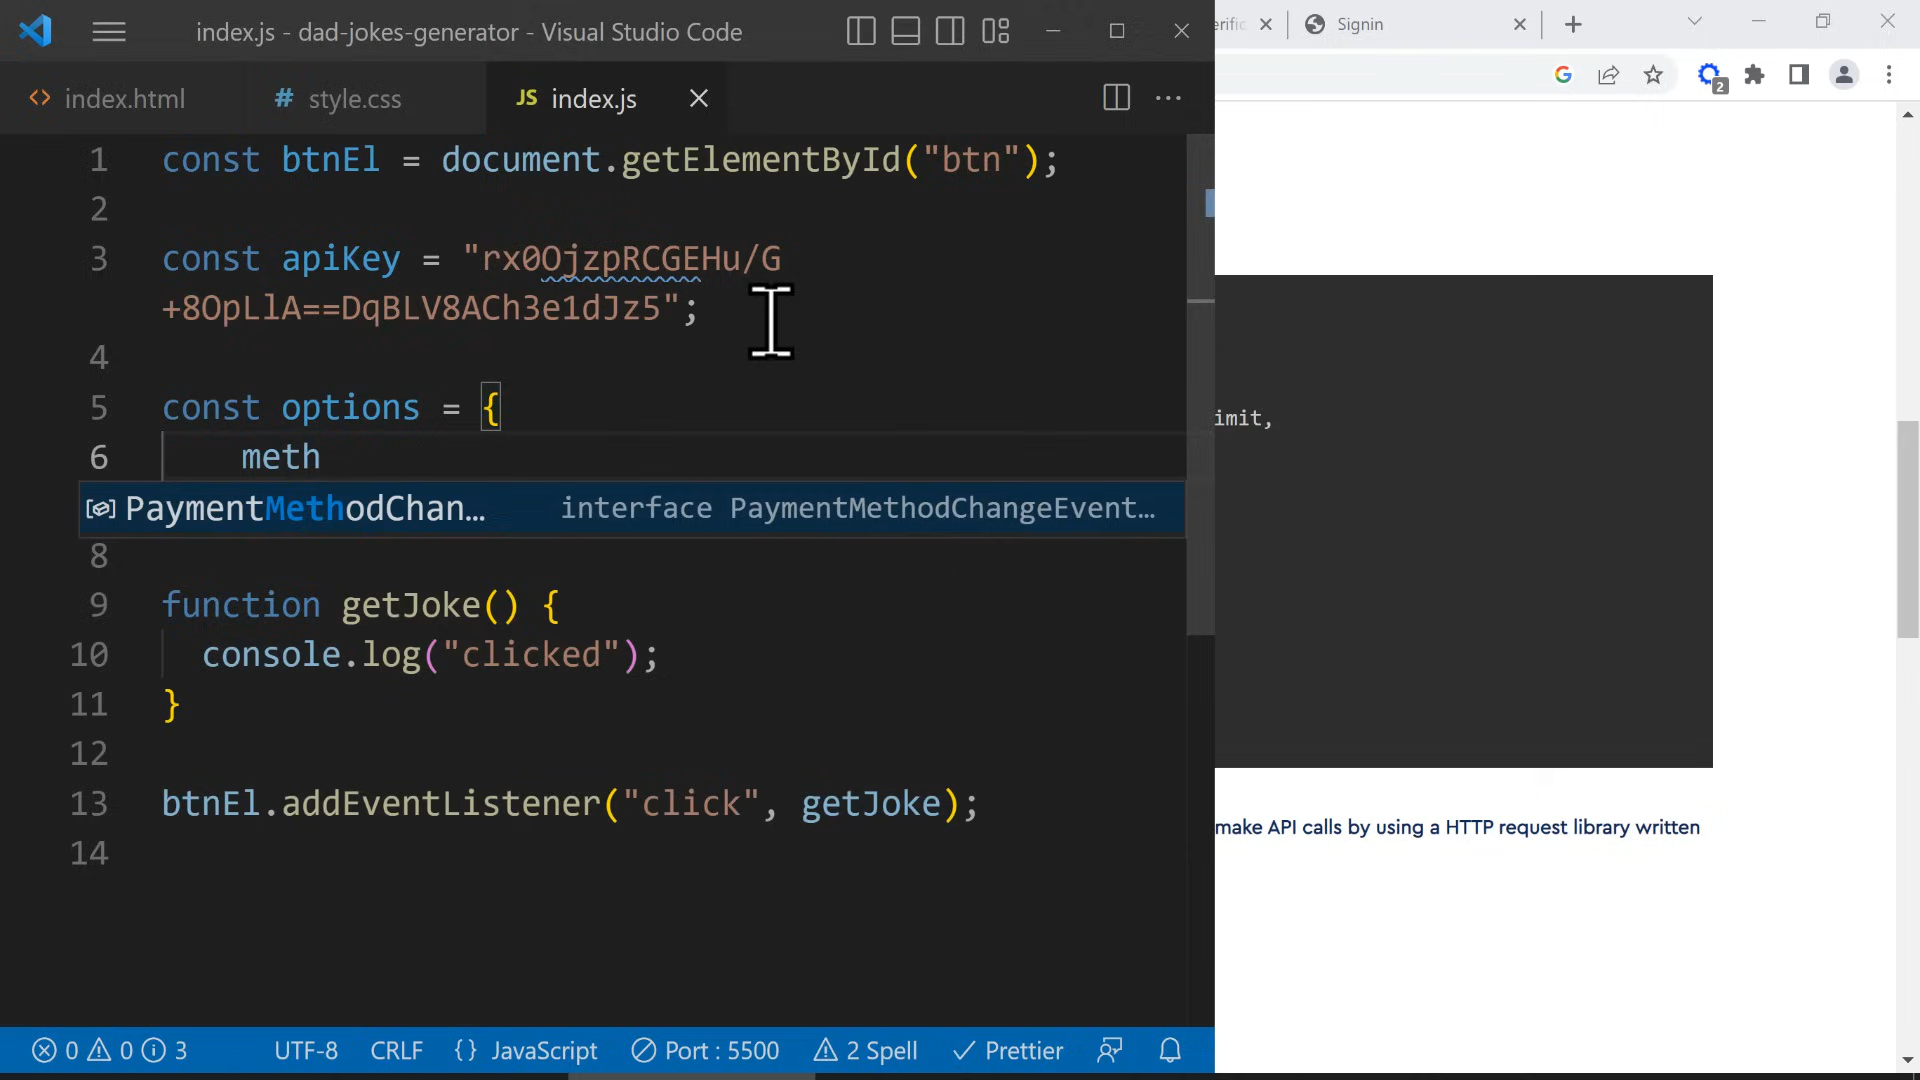 index.js - dad-jokes-generator - Visual Studio Code
Signin
2
<> index.html
# style.css
JS index.js
1 const btnEl = document.getElementById("btn");
2
3 const apiKey = "rx0OjzpRCGEHu/G
+8OpLlA==DqBLV8ACh3e1dJz5";
4
5 const options = {
6 meth
PaymentMethodChan… interface PaymentMethodChangeEvent…
8
9 function getJoke() {
10 console.log("clicked");
11 }
12
13 btnEl.addEventListener("click", getJoke);
14
imit,
make API calls by using a HTTP request library written
0 0 3 UTF-8 CRLF {} JavaScript Port : 5500 2 Spell Prettier